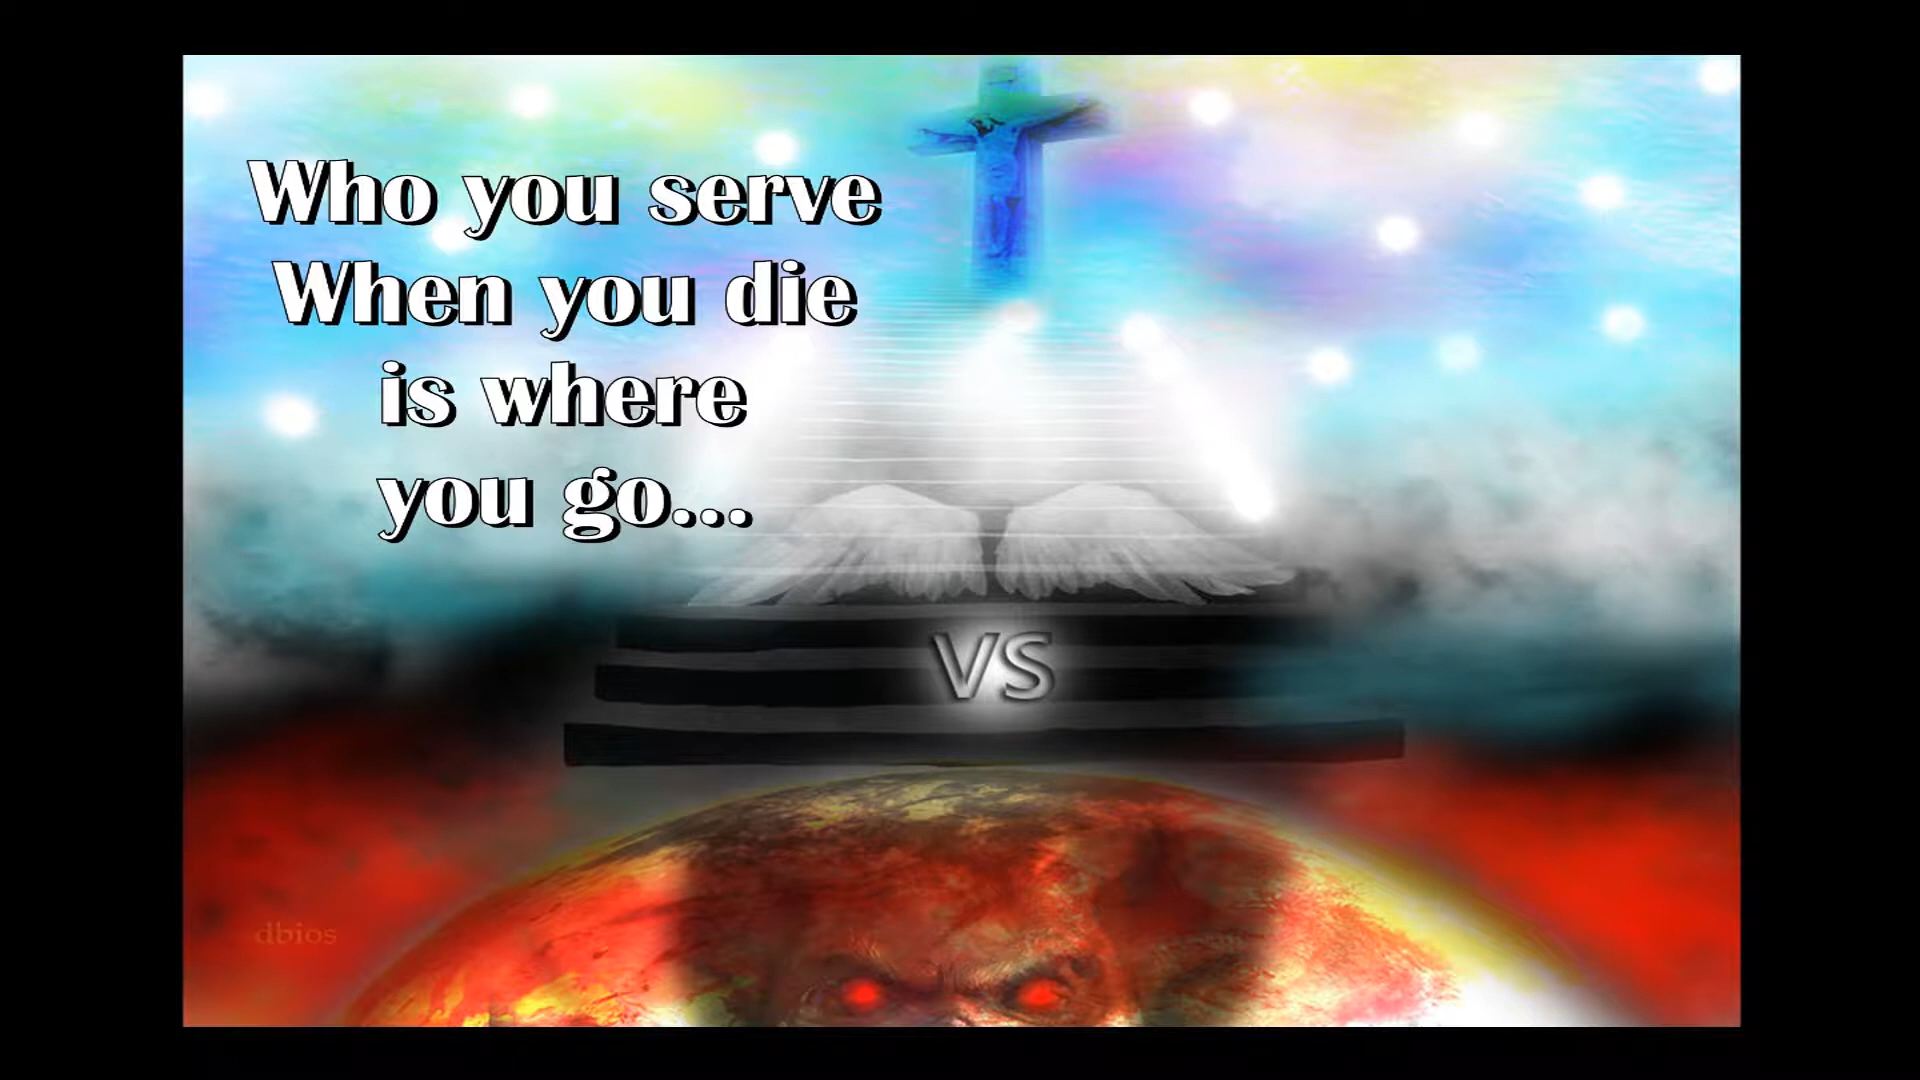 Who you serve
When you die
is where
you go...
VS
dbios